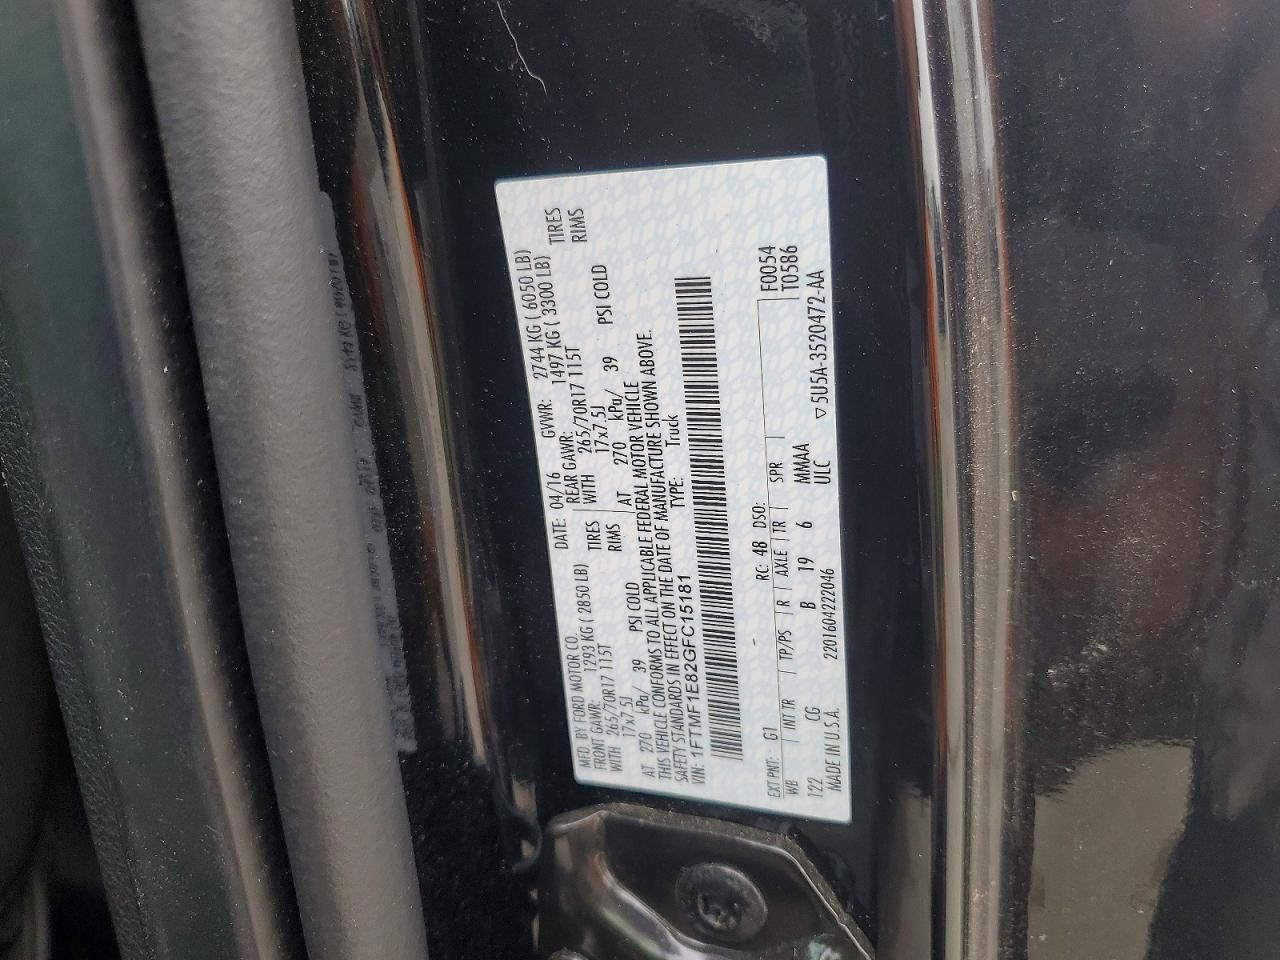 MFD. BY FORD MOTOR CO.
DATE: 04/16 GVWR: 2744 KG ( 6050 LB)
FRONT GAWR: 1293 KG ( 2850 LB) REAR GAWR: 1497 KG ( 3300 LB)
WITH 265/70R17 115T TIRES WITH 265/70R17 115T TIRES
17x7.5J RIMS 17x7.5J RIMS
AT 270 kPa/ 39 PSI COLD AT 270 kPa/ 39 PSI COLD
THIS VEHICLE CONFORMS TO ALL APPLICABLE FEDERAL MOTOR VEHICLE
SAFETY STANDARDS IN EFFECT ON THE DATE OF MANUFACTURE SHOWN ABOVE.
VIN: 1FTMF1E82GFC15181 TYPE: Truck
EXT PNT: G1 RC: 48 DSO: F0054
WB INT TR TP/PS R AXLE TR SPR T0586
122 CG B 19 6 MMAA
MADE IN U.S.A. 220160422046 ULC
▽5U5A-3520472-AA